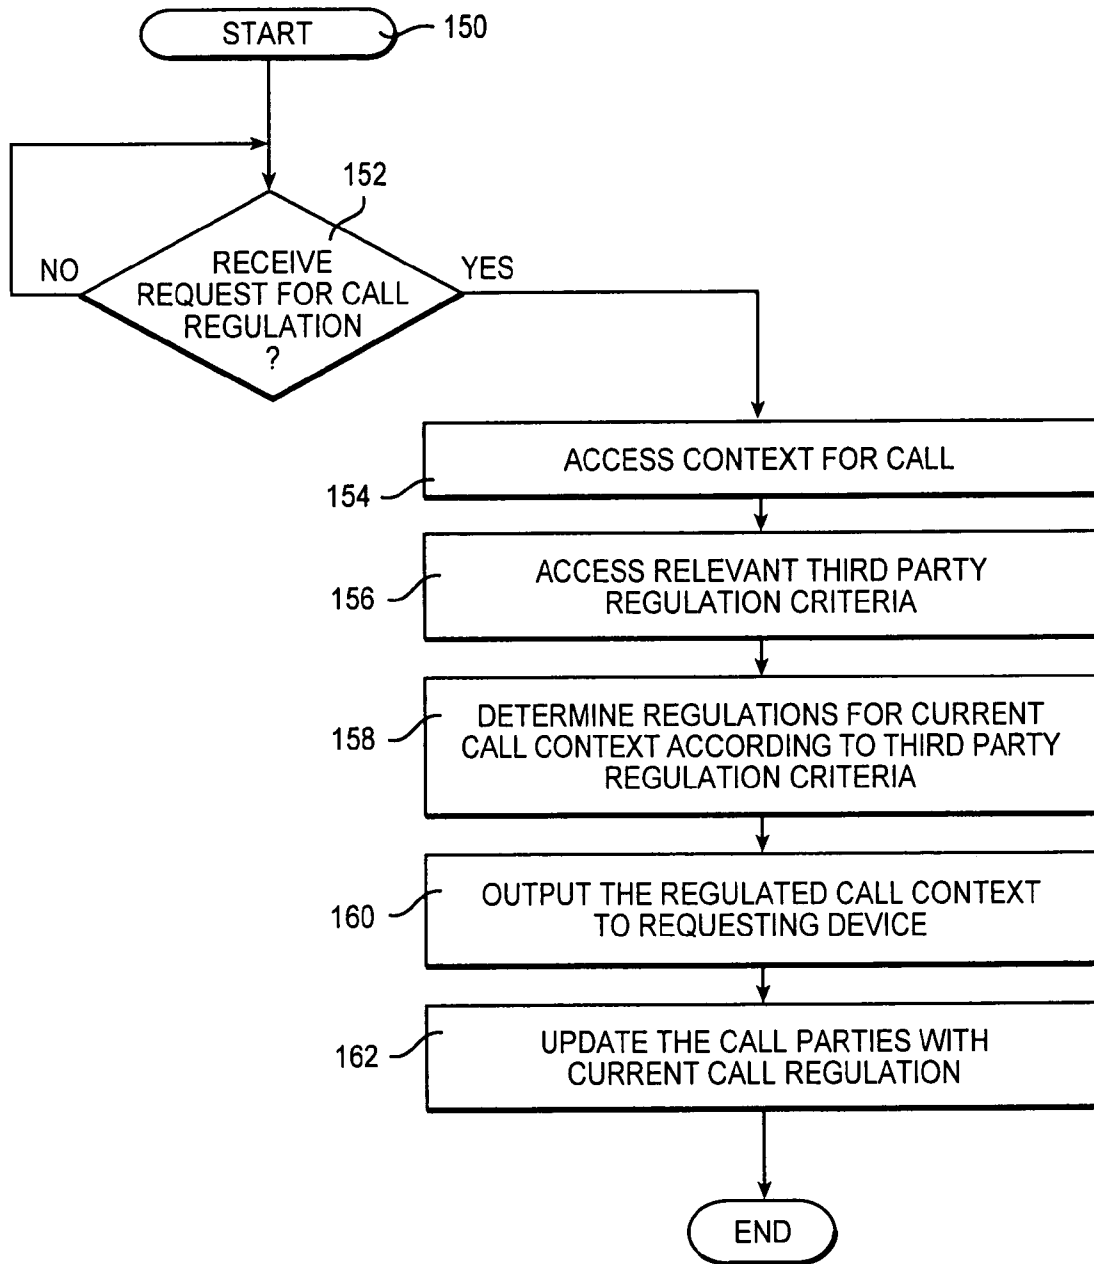 START
150
152
NO
YES
RECEIVE
REQUEST FOR CALL
REGULATION
?
ACCESS CONTEXT FOR CALL
154
ACCESS RELEVANT THIRD PARTY
REGULATION CRITERIA
156
DETERMINE REGULATIONS FOR CURRENT
CALL CONTEXT ACCORDING TO THIRD PARTY
REGULATION CRITERIA
158
OUTPUT THE REGULATED CALL CONTEXT
TO REQUESTING DEVICE
160
UPDATE THE CALL PARTIES WITH
CURRENT CALL REGULATION
162
END